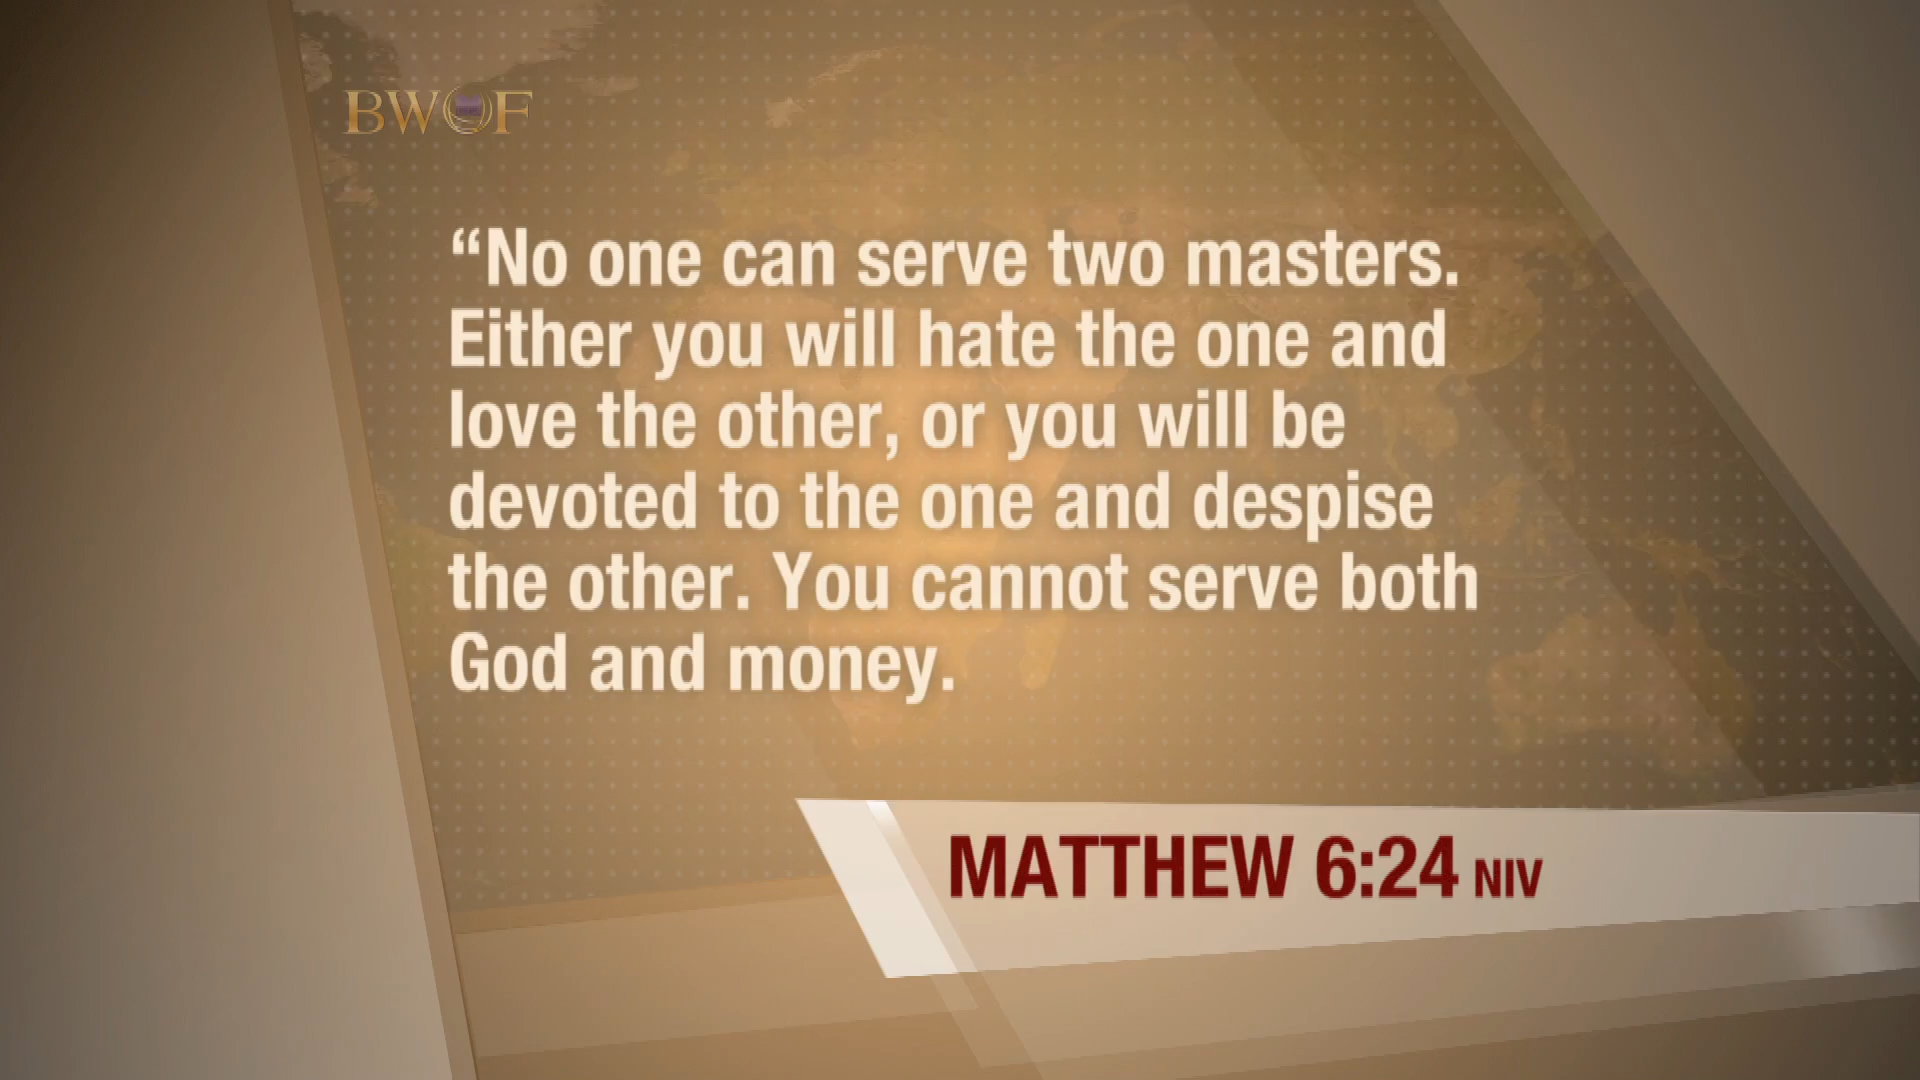 BWOF
“No one can serve two masters.
Either you will hate the one and
love the other, or you will be
devoted to the one and despise
the other. You cannot serve both
God and money.
MATTHEW 6:24 NIV